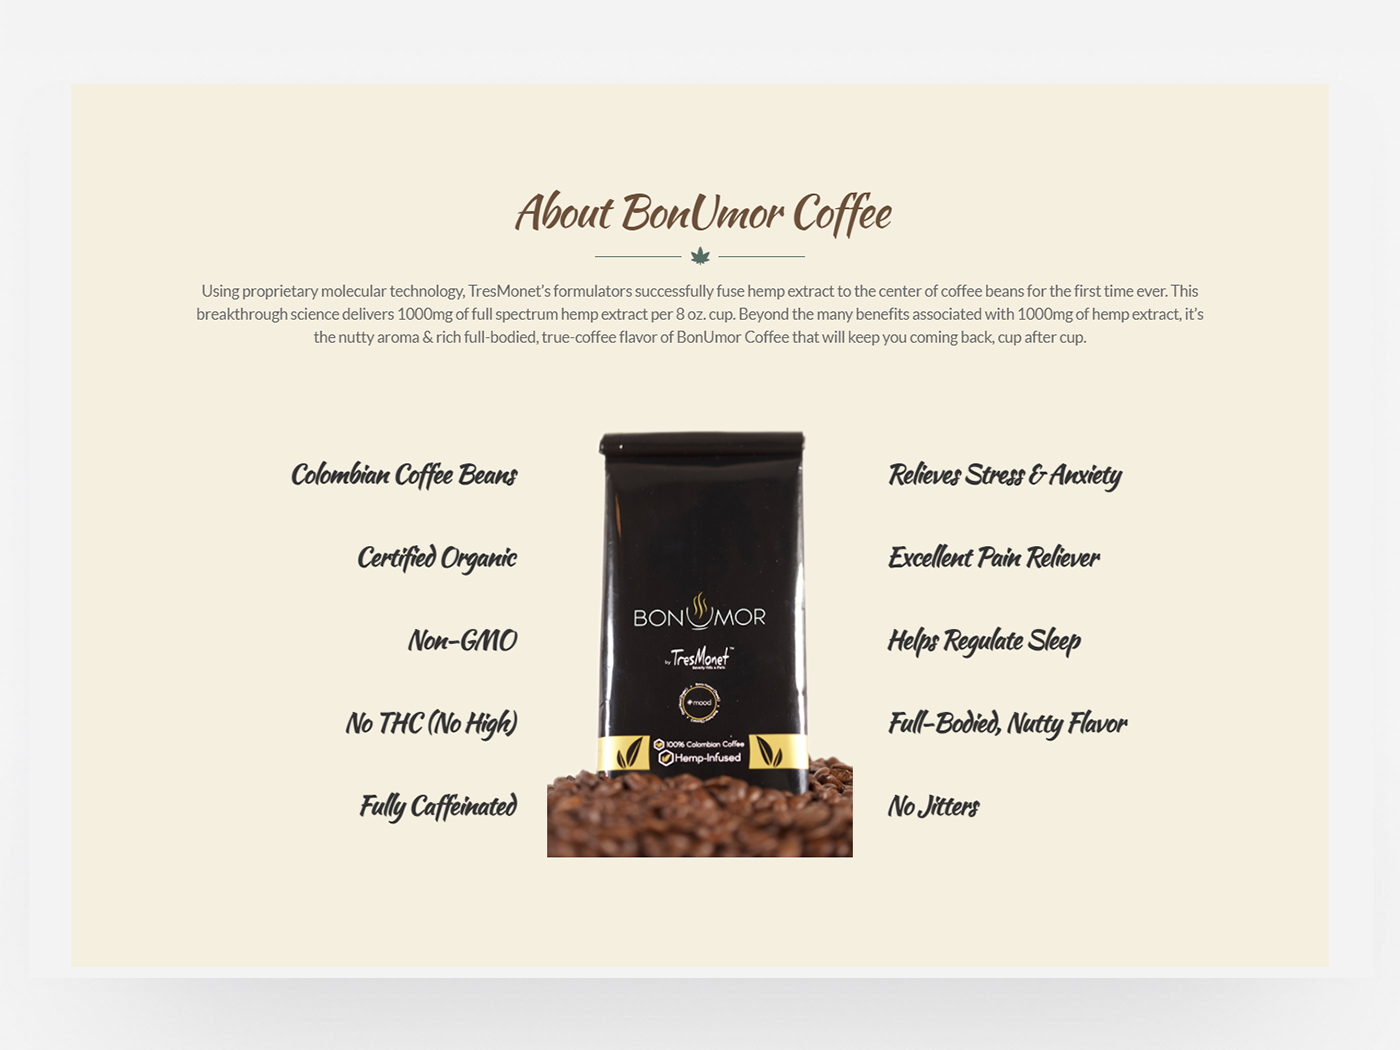 About BonUmor Coffee
Using proprietary molecular technology, TresMonet's formulators successfully fuse hemp extract to the center of coffee beans for the first time ever. This
breakthrough science delivers 1000mg of full spectrum hemp extract per 8 oz. cup. Beyond the many benefits associated with 1000mg of hemp extract, it's
the nutty aroma & rich full-bodied, true-coffee flavor of BonUmor Coffee that will keep you coming back, cup after cup.
Colombian Coffee Beans
Certified Organic
Non-GMO
No THC (No High)
Fully Caffeinated
BONUMOR
by TresMonet™
mood
100% Colombian Coffee
Hemp-Infused
Relieves Stress & Anxiety
Excellent Pain Reliever
Helps Regulate Sleep
Full-Bodied, Nutty Flavor
No Jitters